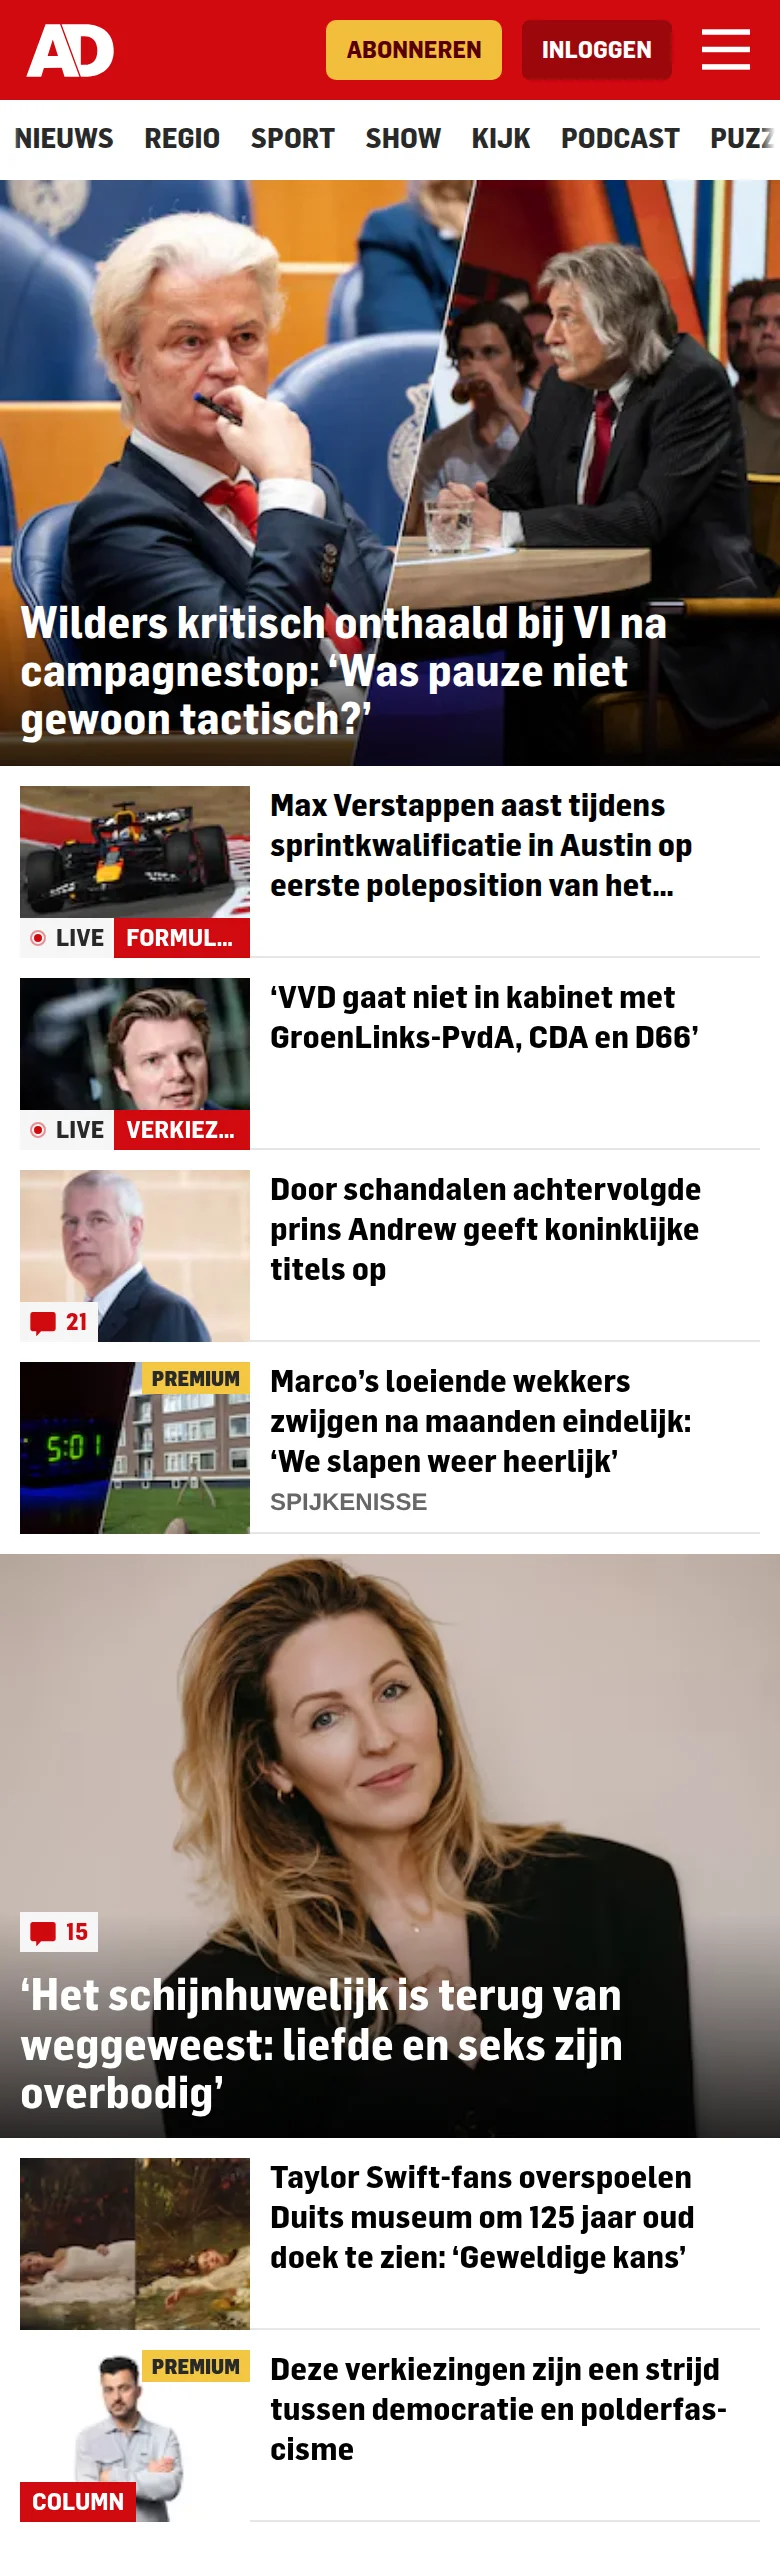 AD
ABONNEREN
INLOGGEN
NIEUWS REGIO SPORT SHOW KIJK PODCAST PUZZ
Wilders kritisch onthaald bij VI na
campagnestop: ‘Was pauze niet
gewoon tactisch?’
Max Verstappen aast tijdens
sprintkwalificatie in Austin op
eerste poleposition van het...
LIVE FORMUL...
‘VVD gaat niet in kabinet met
GroenLinks-PvdA, CDA en D66’
LIVE VERKIEZ...
Door schandalen achtervolgde
prins Andrew geeft koninklijke
titels op
21
PREMIUM
5:01
Marco’s loeiende wekkers
zwijgen na maanden eindelijk:
‘We slapen weer heerlijk’
SPIJKENISSE
15
‘Het schijnhuwelijk is terug van
weggeweest: liefde en seks zijn
overbodig’
Taylor Swift-fans overspoelen
Duits museum om 125 jaar oud
doek te zien: ‘Geweldige kans’
PREMIUM
COLUMN
Deze verkiezingen zijn een strijd
tussen democratie en polderfas-
cisme